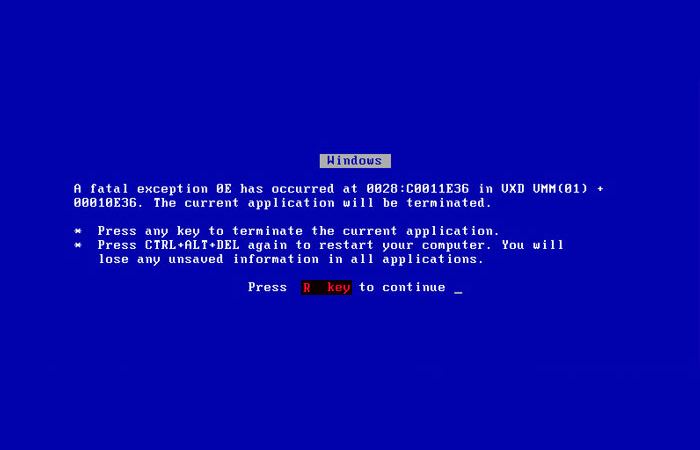 Windows
A fatal exception 0E has occurred at 0028:C0011E36 in VXD VMM(01) +
00010E36. The current application will be terminated.
* Press any key to terminate the current application.
* Press CTRL+ALT+DEL again to restart your computer. You will
lose any unsaved information in all applications.
Press R key to continue _